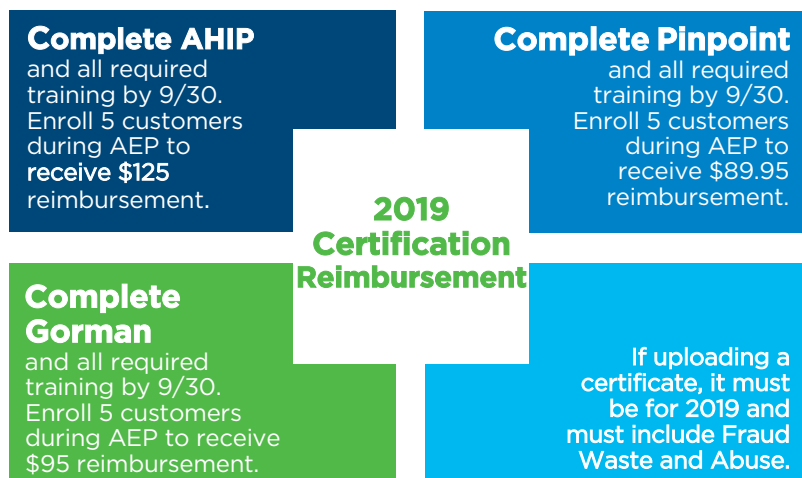 Complete AHIP
and all required
training by 9/30.
Enroll 5 customers
during AEP to
receive $125
reimbursement.
Complete Pinpoint
and all required
training by 9/30.
Enroll 5 customers
during AEP to
receive $89.95
reimbursement.
2019
Certification
Reimbursement
Complete
Gorman
and all required
training by 9/30.
Enroll 5 customers
during AEP to receive
$95 reimbursement.
If uploading a
certificate, it must
be for 2019 and
must include Fraud
Waste and Abuse.